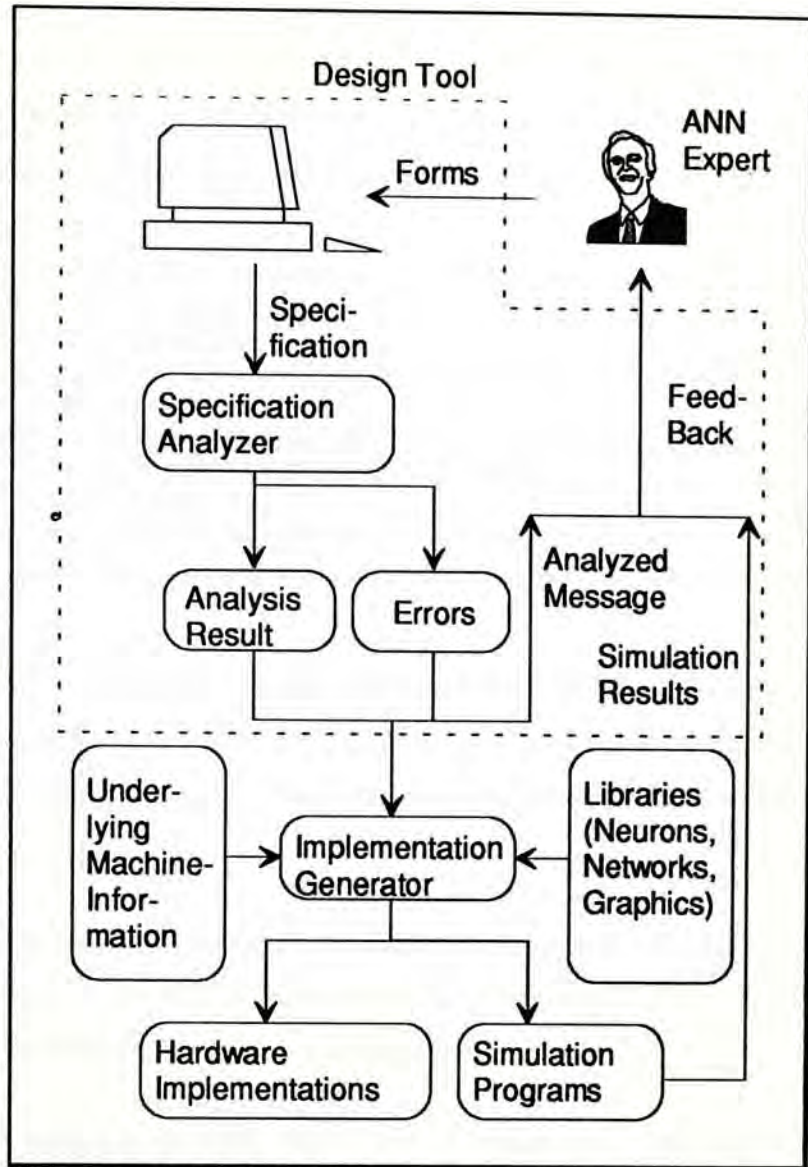 Design Tool
ANN
Expert
Forms
Speci-
fication
Specification
Analyzer
Feed-
Back
Analysis
Result
Errors
Analyzed
Message
Simulation
Results
Under-
lying
Machine-
Infor-
mation
Implementation
Generator
Libraries
(Neurons,
Networks,
Graphics)
Hardware
Implementations
Simulation
Programs